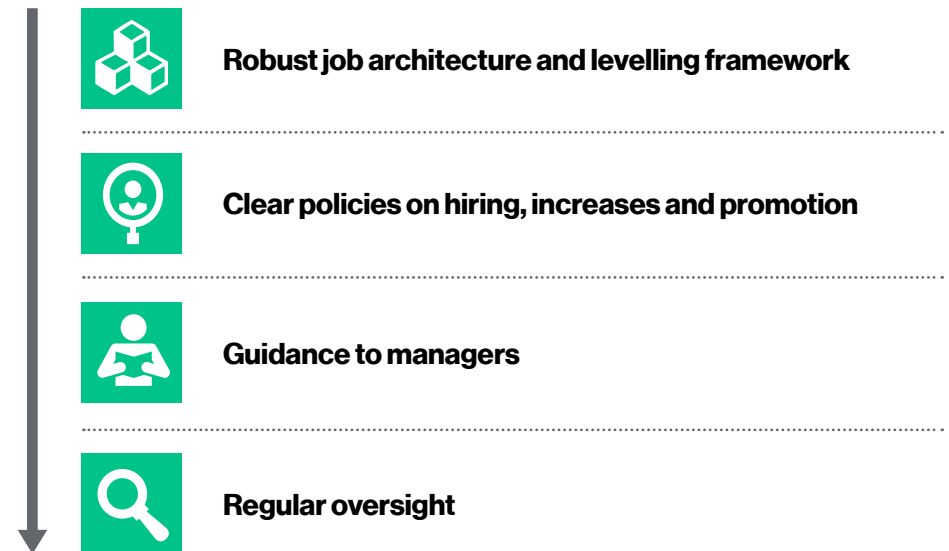 Robust job architecture and levelling framework
Clear policies on hiring, increases and promotion
Guidance to managers
Regular oversight